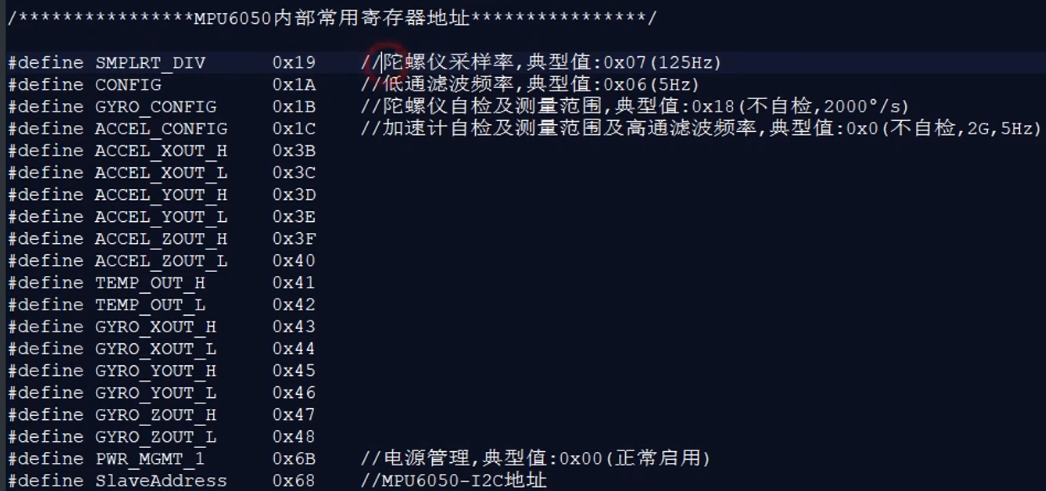 /****************MPU6050内部常用寄存器地址****************/
#define SMPLRT_DIV 0x19 //陀螺仪采样率,典型值:0x07(125Hz)
#define CONFIG 0x1A //低通滤波频率,典型值:0x06(5Hz)
#define GYRO_CONFIG 0x1B //陀螺仪自检及测量范围,典型值:0x18(不自检,2000°/s)
#define ACCEL_CONFIG 0x1C //加速计自检及测量范围及高通滤波频率,典型值:0x0(不自检,2G,5Hz)
#define ACCEL_XOUT_H 0x3B
#define ACCEL_XOUT_L 0x3C
#define ACCEL_YOUT_H 0x3D
#define ACCEL_YOUT_L 0x3E
#define ACCEL_ZOUT_H 0x3F
#define ACCEL_ZOUT_L 0x40
#define TEMP_OUT_H 0x41
#define TEMP_OUT_L 0x42
#define GYRO_XOUT_H 0x43
#define GYRO_XOUT_L 0x44
#define GYRO_YOUT_H 0x45
#define GYRO_YOUT_L 0x46
#define GYRO_ZOUT_H 0x47
#define GYRO_ZOUT_L 0x48
#define PWR_MGMT_1 0x6B //电源管理,典型值:0x00(正常启用)
#define SlaveAddress 0x68 //MPU6050-I2C地址